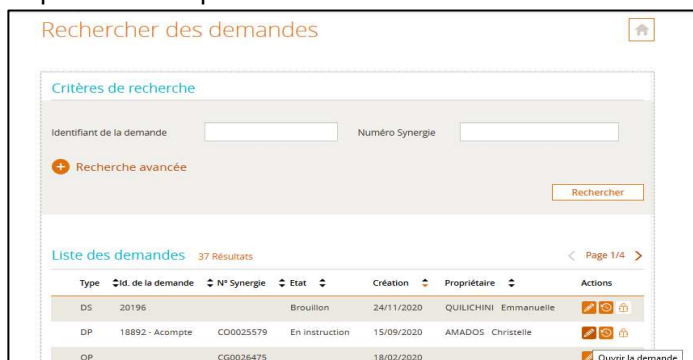 Rechercher des demandes
Critères de recherche
Identifiant de la demande Numéro Synergie
+ Recherche avancée
Rechercher
Liste des demandes 37 Résultats < Page 1/4 >
Type Id. de la demande N° Synergie Etat Création Propriétaire Actions
DS 20196 Brouillon 24/11/2020 QUILICHINI Emmanuelle
DP 18892 - Acompte CO0025579 En instruction 15/09/2020 AMADOS Christelle
OP CG0026475 18/02/2020
Ouvrir la demande